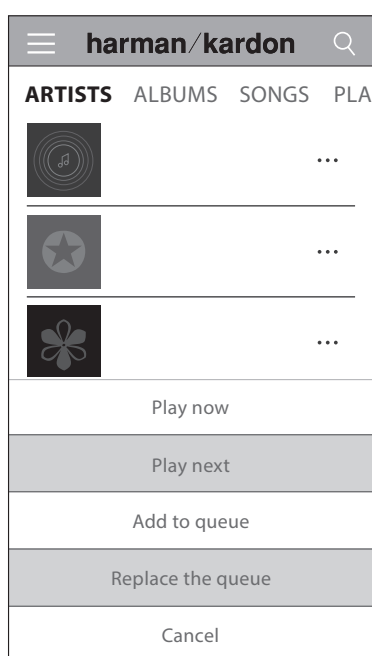 harman/kardon
ARTISTS ALBUMS SONGS PLA
...
...
...
Play now
Play next
Add to queue
Replace the queue
Cancel